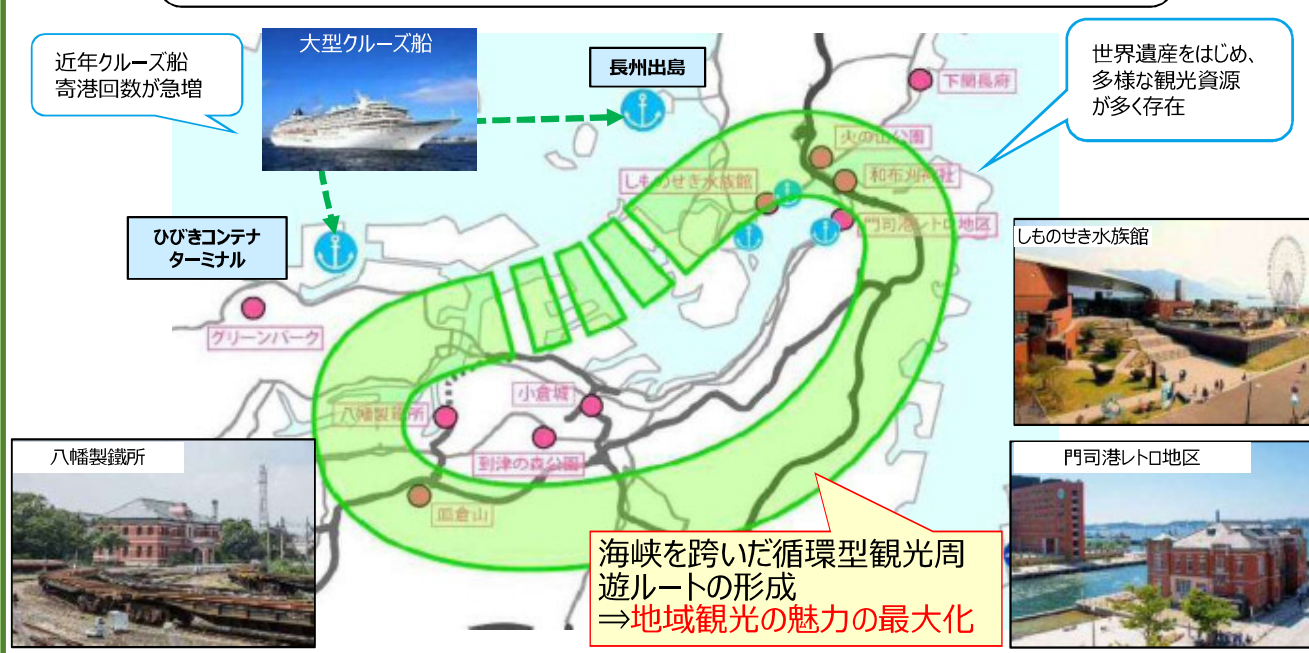 近年クルーズ船
寄港回数が急増
大型クルーズ船
長州出島
世界遺産をはじめ、
多様な観光資源
が多く存在
下関長府
火の山公園
しものせき水族館
和布刈神社
門司港レトロ地区
ひびきコンテナ
ターミナル
しものせき水族館
グリーンパーク
小倉城
八幡製鐵所
到津の森公園
八幡製鐵所
皿倉山
門司港レトロ地区
海峡を跨いだ循環型観光周
遊ルートの形成
⇒地域観光の魅力の最大化